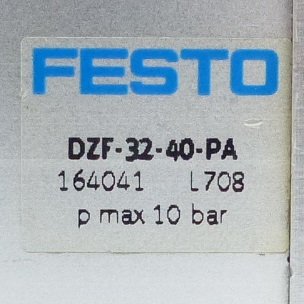 FESTO
DZF-32-40-PA
164041 L708
p max 10 bar